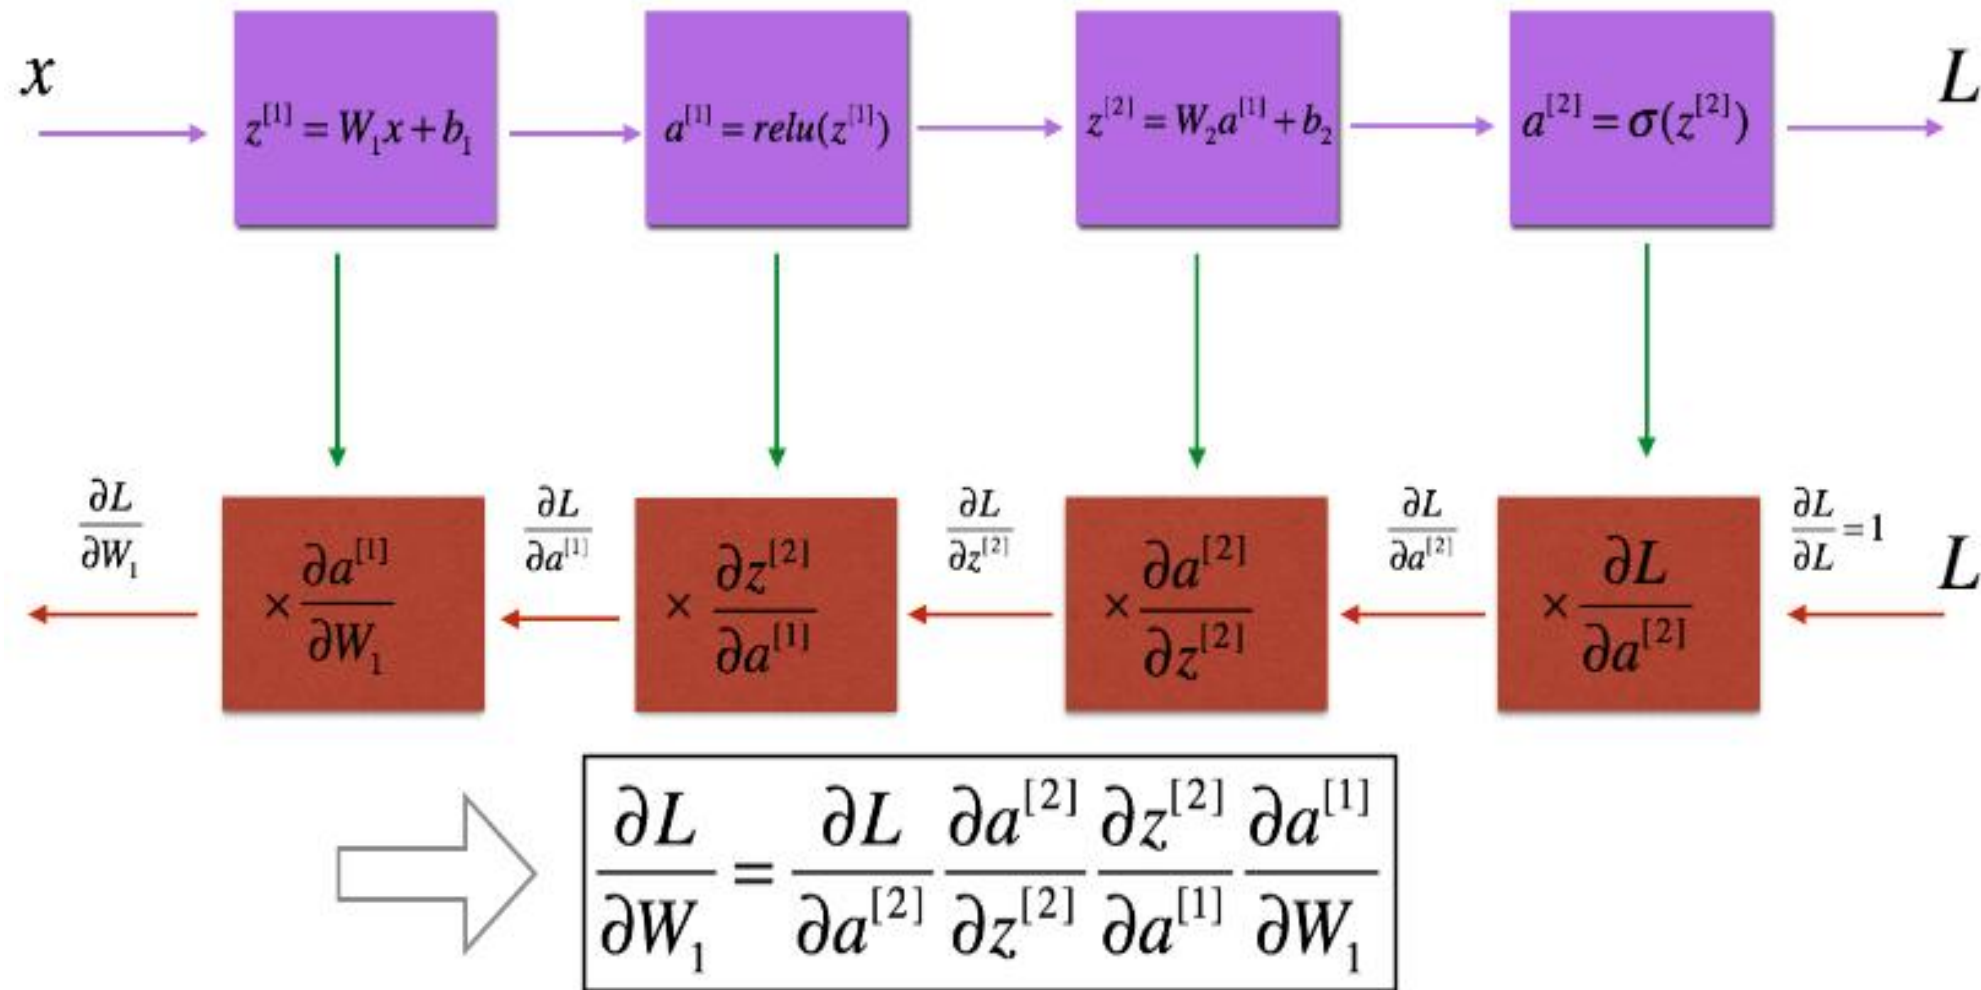 x
z^{[1]} = W_1x + b_1
a^{[1]} = relu(z^{[1]})
z^{[2]} = W_2a^{[1]} + b_2
a^{[2]} = σ(z^{[2]})
L
∂L/∂W_1
× ∂a^{[1]}/∂W_1
∂L/∂a^{[1]}
× ∂z^{[2]}/∂a^{[1]}
∂L/∂z^{[2]}
× ∂a^{[2]}/∂z^{[2]}
∂L/∂a^{[2]}
× ∂L/∂a^{[2]}
∂L/∂L = 1
L
∂L/∂W_1 = ∂L/∂a^{[2]} ∂a^{[2]}/∂z^{[2]} ∂z^{[2]}/∂a^{[1]} ∂a^{[1]}/∂W_1